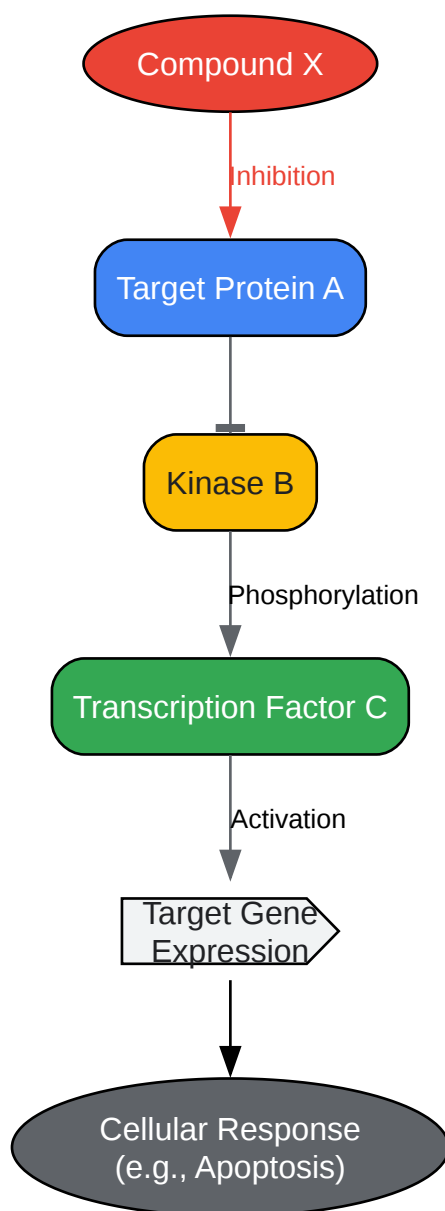 Compound X
Inhibition
Target Protein A
Kinase B
Phosphorylation
Transcription Factor C
Activation
Target Gene
Expression
Cellular Response
(e.g., Apoptosis)